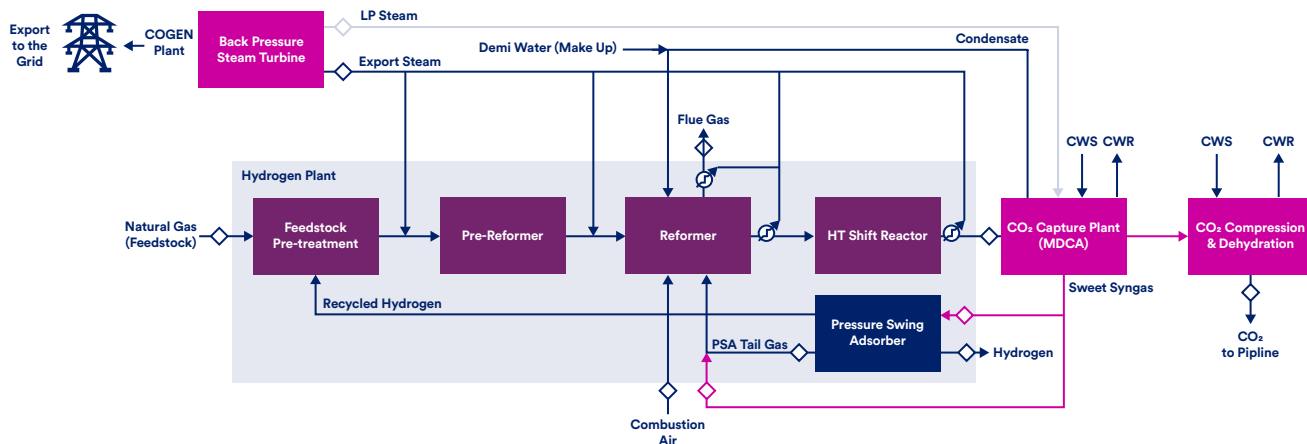 Export
to the
Grid
COGEN
Plant
Back Pressure
Steam Turbine
LP Steam
Export Steam
Demi Water (Make Up)
Condensate
Flue Gas
CWS CWR
CWS
CWR
Hydrogen Plant
Natural Gas
(Feedstock)
Feedstock
Pre-treatment
Pre-Reformer
Reformer
HT Shift Reactor
CO₂ Capture Plant
(MDCA)
CO₂ Compression
& Dehydration
Sweet Syngas
Recycled Hydrogen
Pressure Swing
Adsorber
PSA Tail Gas
Hydrogen
CO₂
to Pipline
Combustion
Air